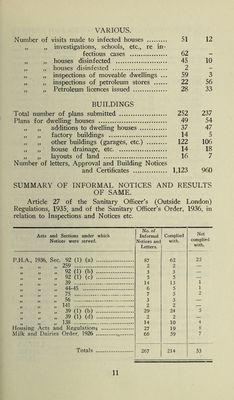 VARIOUS.
Number of visits made to infected houses ......... 51 12
„ „ investigations, schools, etc., re in-
fectious cases ............... 62 –
„ „ houses disinfected ............... 45 10
„ houses disinfested ............... 2 –
„ „ inspections of moveable dwellings ... 59 3
„ „ inspections of petroleum stores ...... 22 56
„ „ Petroleum licences issued ............ 28 33
BUILDINGS
Total number of plans submitted .................. 252 237
Plans for dwelling houses ........................ 49 54
„ „ additions to dwelling houses ............ 37 47
„ „ factory buildings ............... 14 5
„ „ other buildings (garages, etc.) ......... 122 106
„ „ house drainage, etc. ............... 14 18
„ „ layouts of land ............... 16 7
Number of letters, Approval and Building Notices
and Certificates ............... 1,123 960
SUMMARY OF INFORMAL NOTICES AND RESULTS
OF SAME.
Article 27 of the Sanitary Officer's (Outside London)
Regulations, 1935, and of the Sanitary Officer's Order, 1936, in
relation to Inspections and Notices etc.
Acts and Sections under which Notices were served. No. of Informal Notices and Letters. Complied with. Not complied with.
P.H.A., 1936, Sec. 92 (1) (a) ............ 87 62 25
„ „ „ 259 ............ 2 2 —
„ „ „ 92 (1) (b) ............ 3 3 —
„ „ „ 92 (1) (c) ............ 5 5 —
„ „ „ 39 ............ 14 13 1
„ „ „ 44-45 ............ 6 5 1
„ „ „ 75 ............ 7 5 2
„ „ „ 56 ............ 3 3 —
„ „ „ 141 ............ 2 2 —
„ „ „ 39 (1) (b) ............ 29 24 5
„ „ „ 39 (1) (d) ............ 2 2 —
„ „ „ 138 ............ 14 10 4
Housing Acts and Regulations ............ 27 19 8
Milk and Dairies Order, 1926 ............ 66 59 7
Totals ............ 267 214 53
11